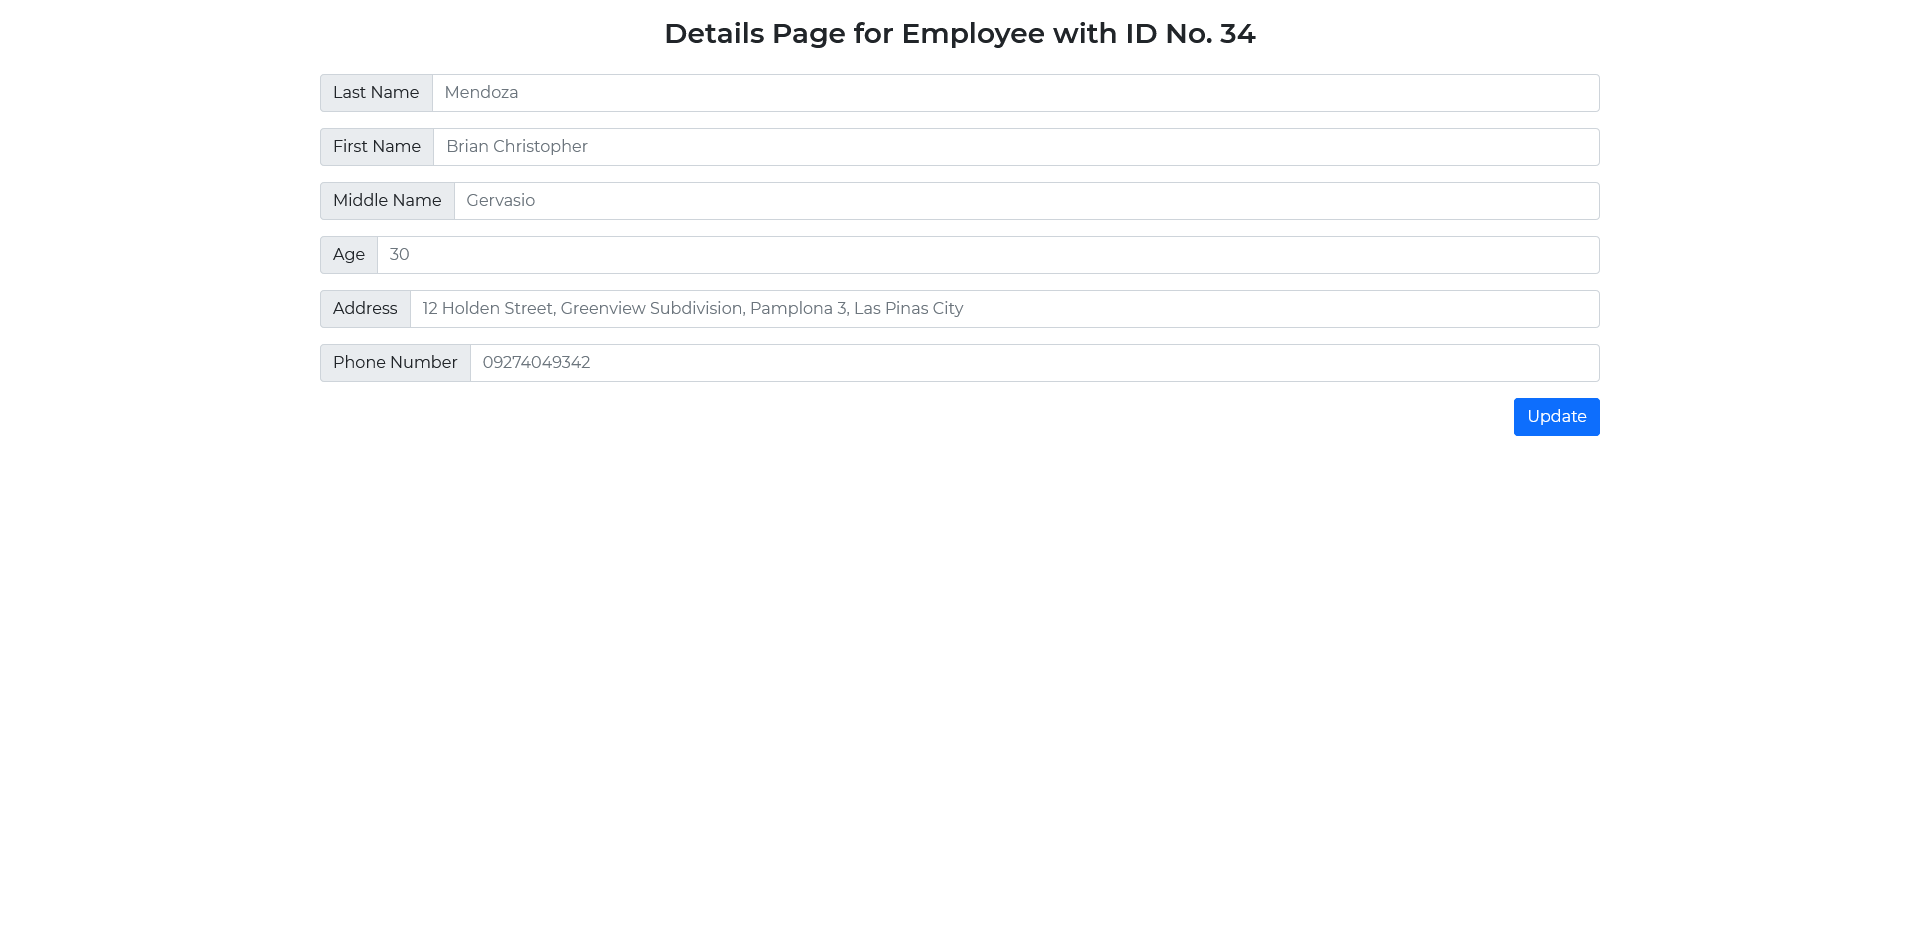 Details Page for Employee with ID No. 34
Last Name Mendoza
First Name Brian Christopher
Middle Name Gervasio
Age 30
Address 12 Holden Street, Greenview Subdivision, Pamplona 3, Las Pinas City
Phone Number 09274049342
Update